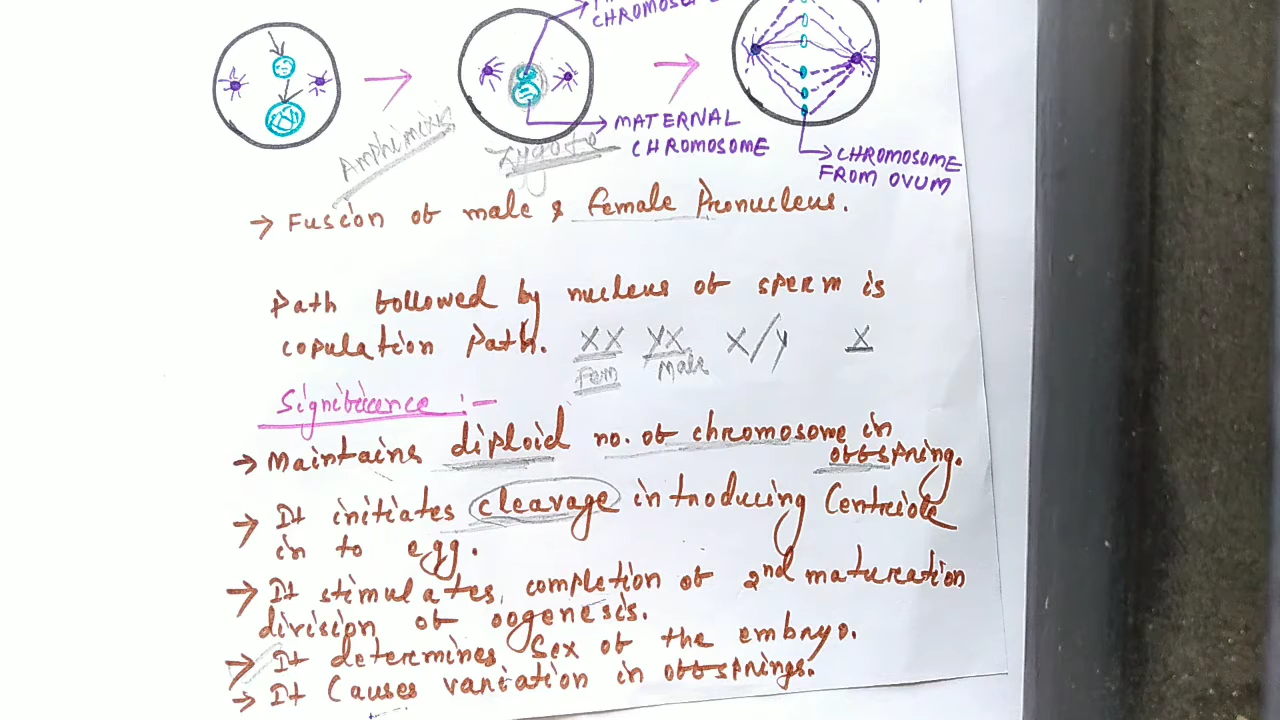 CHROMOSOME
MATERNAL
CHROMOSOME
CHROMOSOME
FROM OVUM
Amphimixis
Zygote
→ Fusion of male & female Pronucleus.
Path followed by nucleus of sperm is
copulation Path.
XX YX X/Y X
Fem Male
Significance :-
→ Maintains diploid no. of chromosome in
offspring.
→ It initiates cleavage introducing Centriole
in to egg.
→ It stimulates completion of 2nd maturation
division of oogenesis.
→ It determines Sex of the embryo.
→ It Causes variation in offsprings.